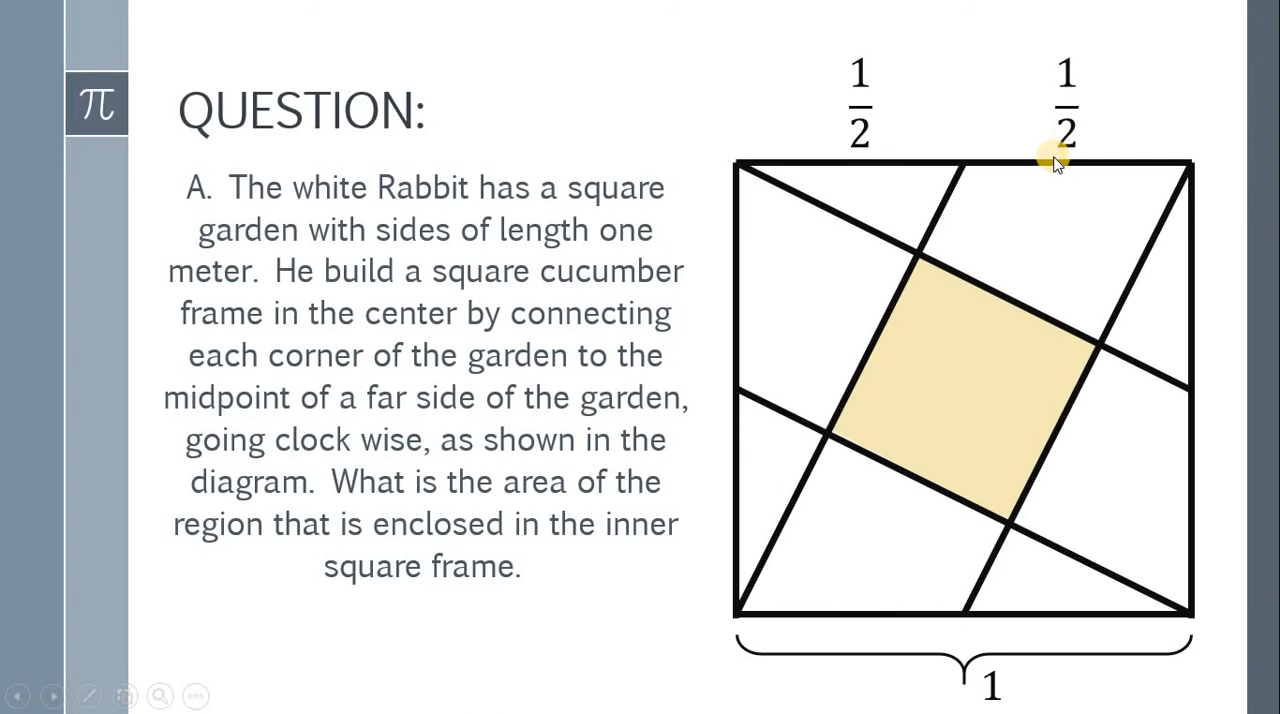 π
QUESTION:
A. The white Rabbit has a square
garden with sides of length one
meter. He build a square cucumber
frame in the center by connecting
each corner of the garden to the
midpoint of a far side of the garden,
going clock wise, as shown in the
diagram. What is the area of the
region that is enclosed in the inner
square frame.
1/2 1/2
1